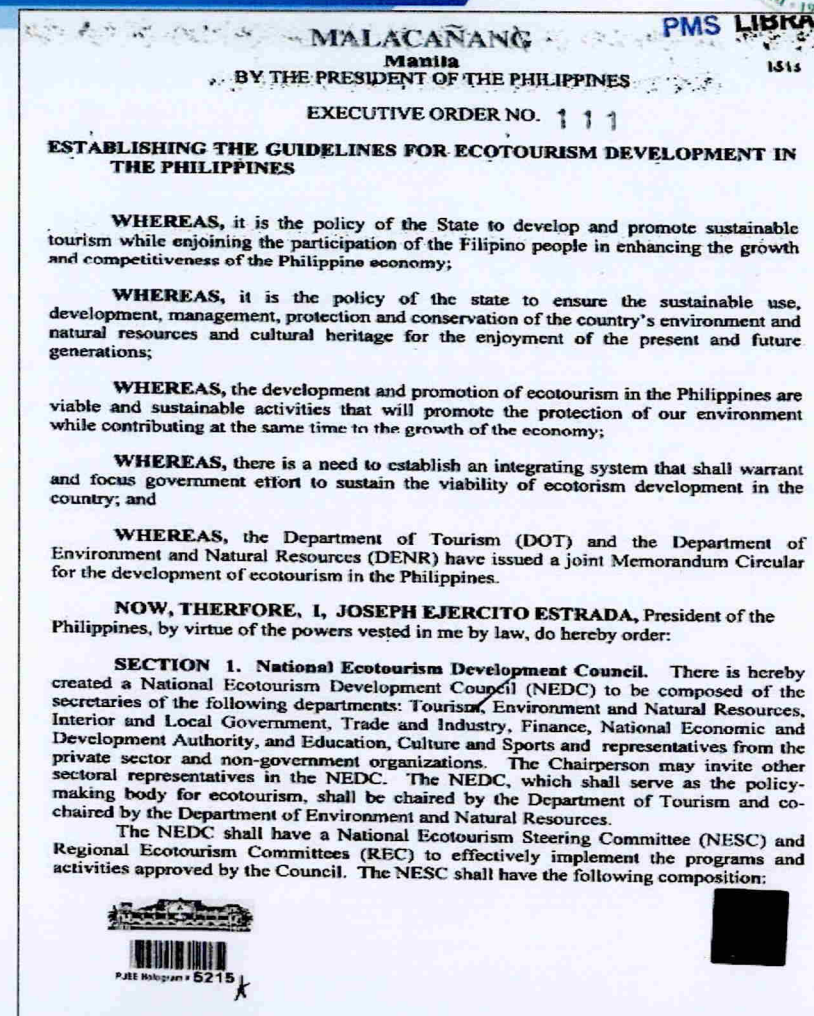 PMS LIBRA
MALACAÑANG
Manila
BY THE PRESIDENT OF THE PHILIPPINES
EXECUTIVE ORDER NO. 111
ESTABLISHING THE GUIDELINES FOR ECOTOURISM DEVELOPMENT IN
THE PHILIPPINES
WHEREAS, it is the policy of the State to develop and promote sustainable
tourism while enjoining the participation of the Filipino people in enhancing the growth
and competitiveness of the Philippine economy;
WHEREAS, it is the policy of the state to ensure the sustainable use,
development, management, protection and conservation of the country's environment and
natural resources and cultural heritage for the enjoyment of the present and future
generations;
WHEREAS, the development and promotion of ecotourism in the Philippines are
viable and sustainable activities that will promote the protection of our environment
while contributing at the same time to the growth of the economy;
WHEREAS, there is a need to establish an integrating system that shall warrant
and focus government effort to sustain the viability of ecotorism development in the
country; and
WHEREAS, the Department of Tourism (DOT) and the Department of
Environment and Natural Resources (DENR) have issued a joint Memorandum Circular
for the development of ecotourism in the Philippines.
NOW, THERFORE, I, JOSEPH EJERCITO ESTRADA, President of the
Philippines, by virtue of the powers vested in me by law, do hereby order:
SECTION 1. National Ecotourism Development Council. There is hereby
created a National Ecotourism Development Council (NEDC) to be composed of the
secretaries of the following departments: Tourism, Environment and Natural Resources,
Interior and Local Government, Trade and Industry, Finance, National Economic and
Development Authority, and Education, Culture and Sports and representatives from the
private sector and non-government organizations. The Chairperson may invite other
sectoral representatives in the NEDC. The NEDC, which shall serve as the policy-
making body for ecotourism, shall be chaired by the Department of Tourism and co-
chaired by the Department of Environment and Natural Resources.
The NEDC shall have a National Ecotourism Steering Committee (NESC) and
Regional Ecotourism Committees (REC) to effectively implement the programs and
activities approved by the Council. The NESC shall have the following composition:
PJEE Hologram # 5215